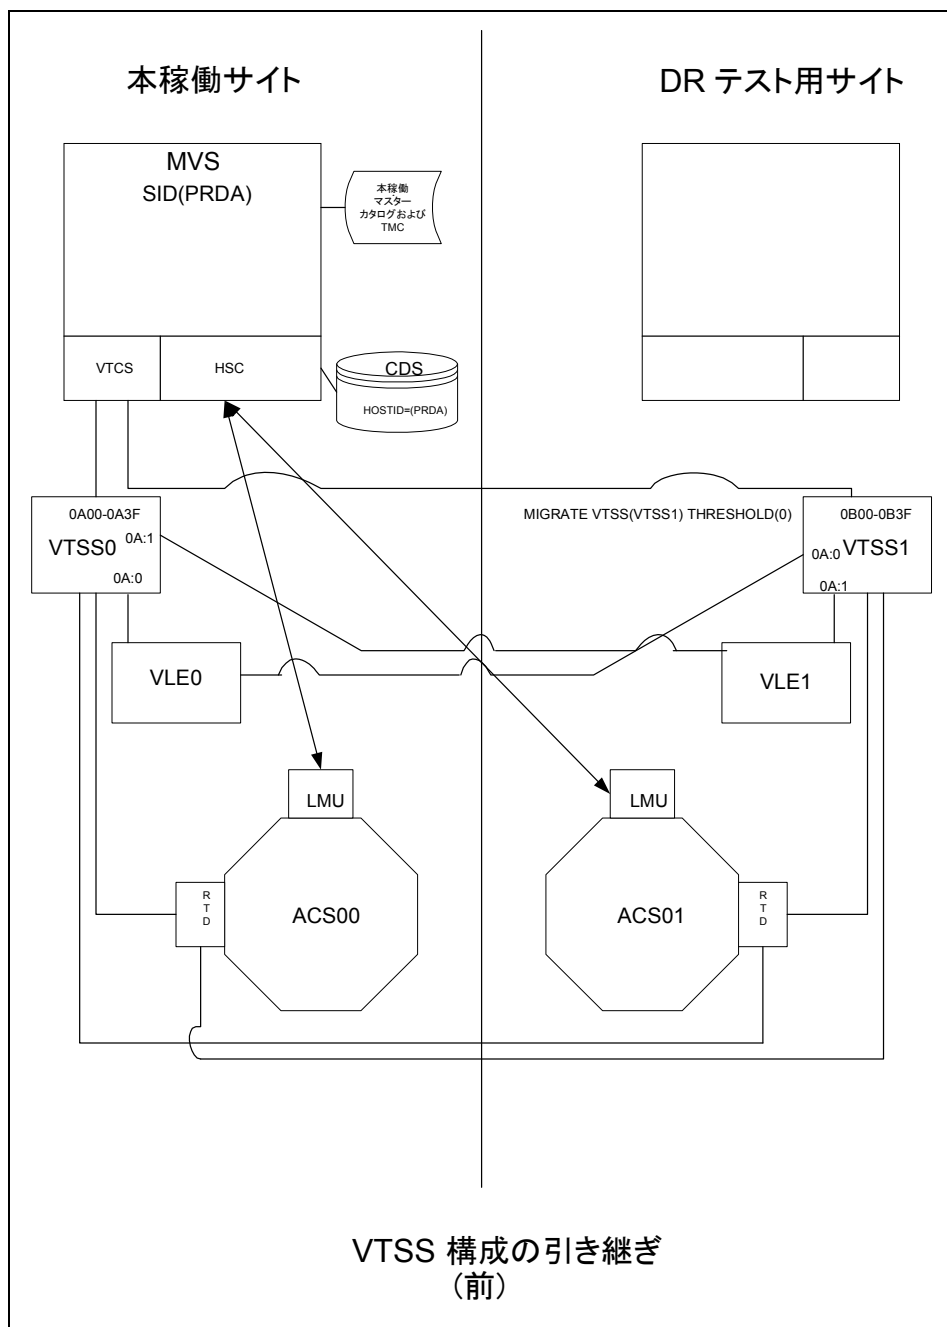 本稼働サイト
DR テスト用サイト
MVS
SID(PRDA)
本稼働
マスター
カタログおよび
TMC
VTCS
HSC
CDS
HOSTID=(PRDA)
0A00-0A3F
VTSS0
0A:1
0A:0
MIGRATE VTSS(VTSS1) THRESHOLD(0)
0B00-0B3F
VTSS1
0A:0
0A:1
VLE0
VLE1
LMU
LMU
R
T
D
ACS00
ACS01
R
T
D
VTSS 構成の引き継ぎ
(前)